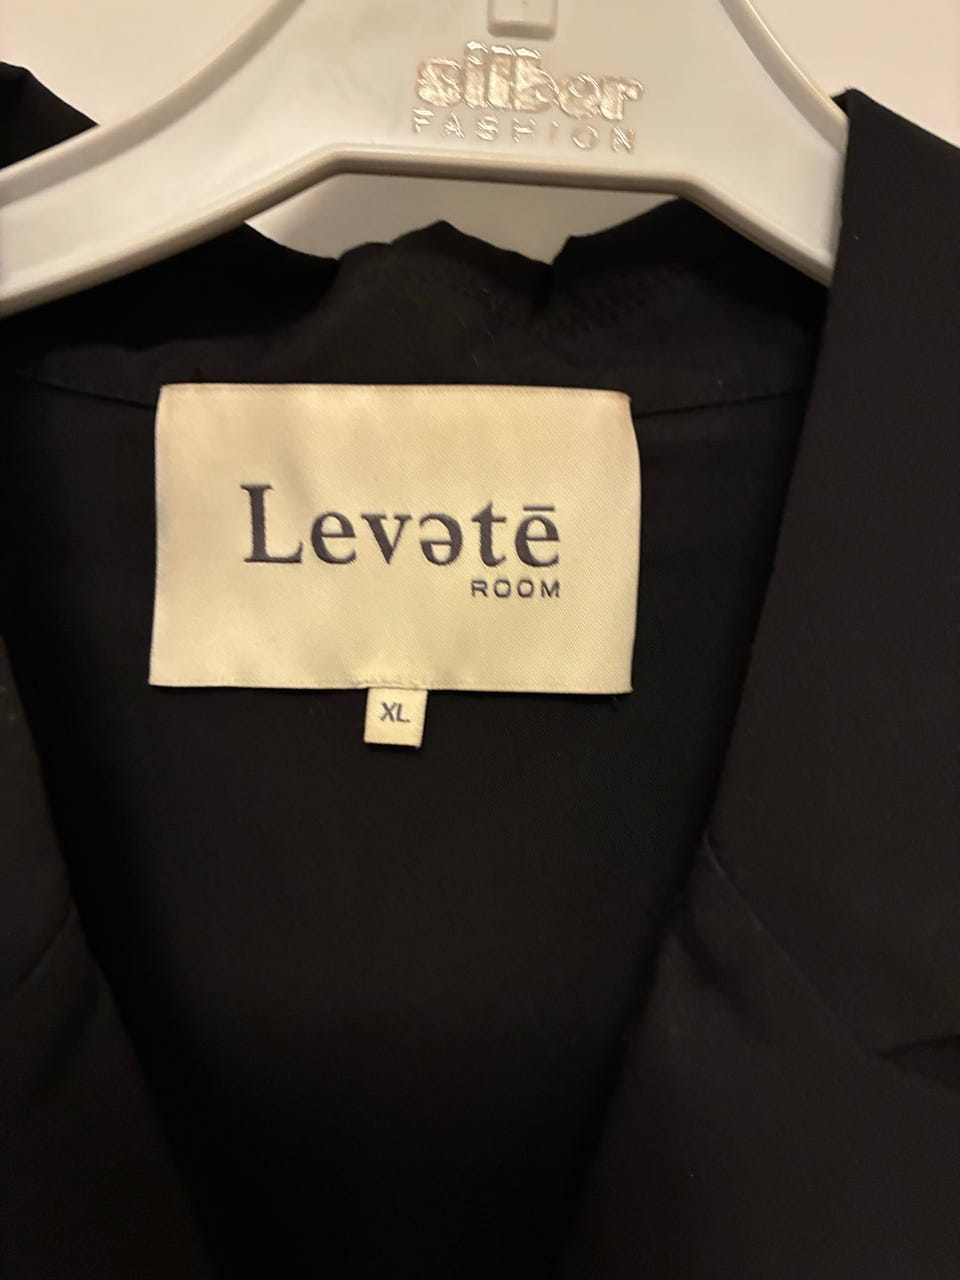 silber
FASHION
Levətē
ROOM
XL